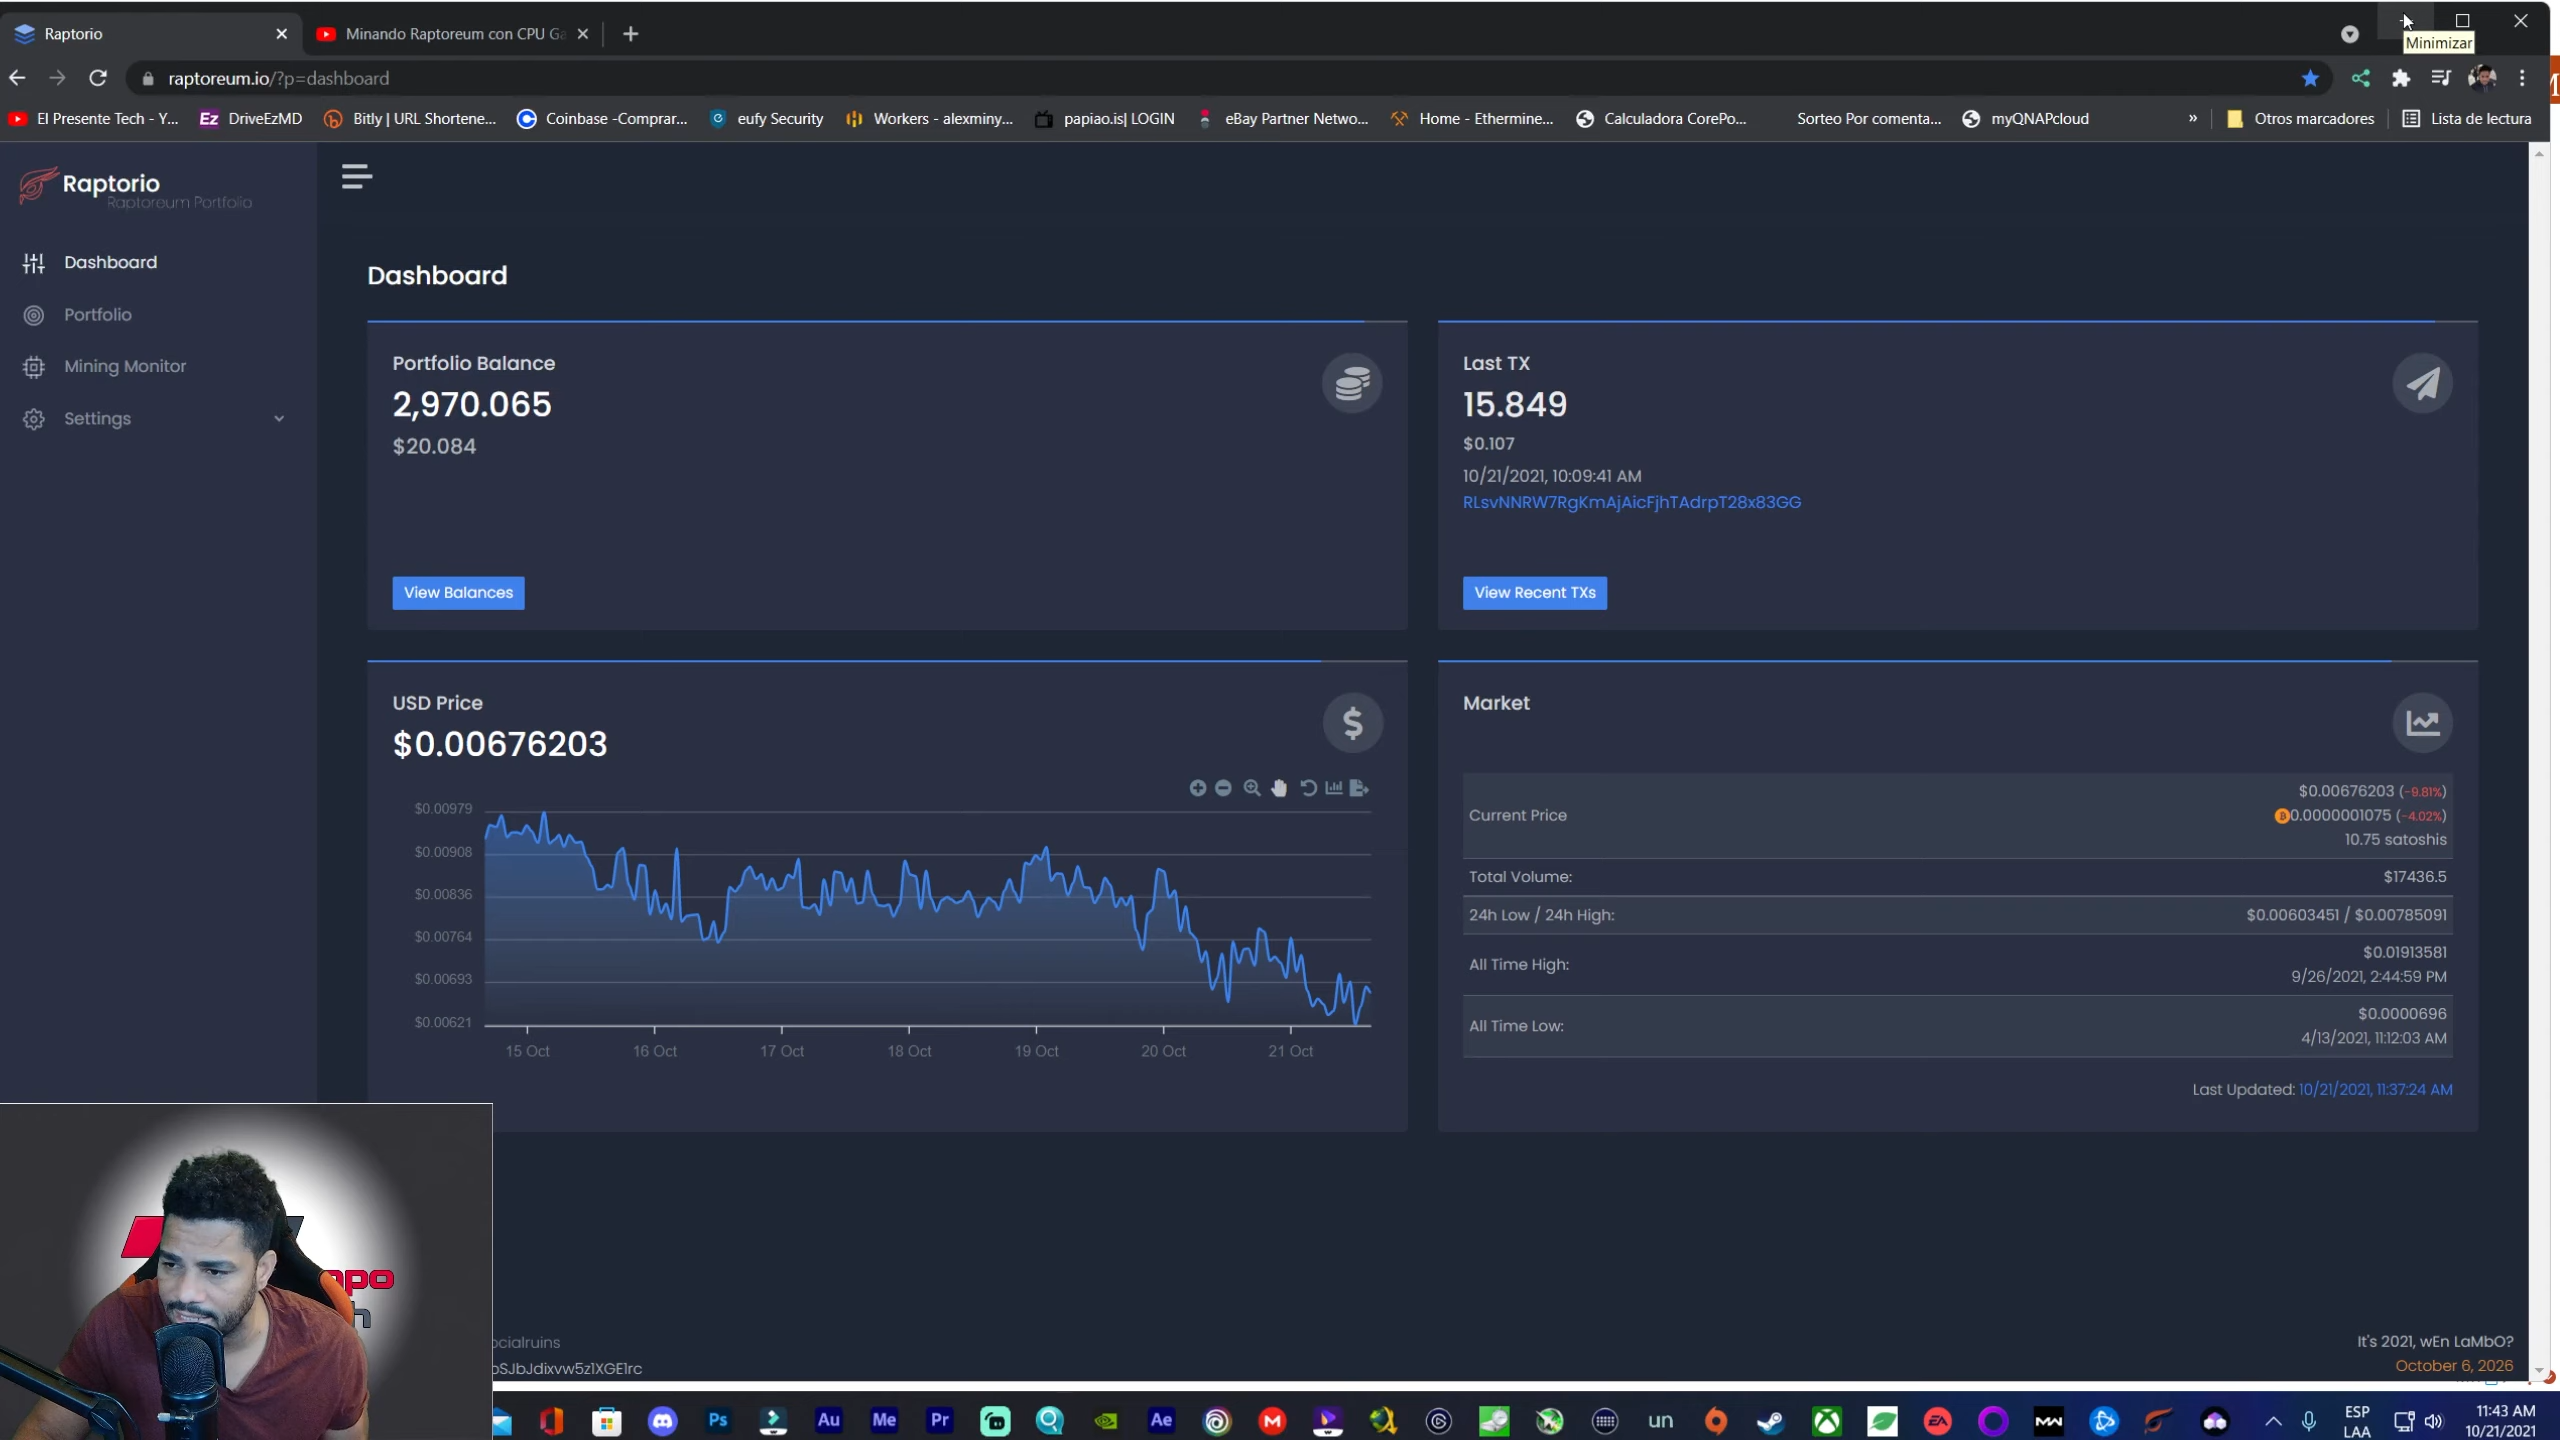 Raptorio
Minando Raptoreum con CPU Ga
Minimizar
raptoreum.io/?p=dashboard
El Presente Tech - Y...
Ez DriveEzMD
Bitly | URL Shortene...
Coinbase -Comprar...
eufy Security
Workers - alexminy...
papiao.is| LOGIN
eBay Partner Netwo...
Home - Ethermine...
Calculadora CorePo...
Sorteo Por comenta...
myQNAPcloud
»
Otros marcadores
Lista de lectura
Raptorio
Raptoreum Portfolio
Dashboard
Portfolio
Mining Monitor
Settings
Dashboard
Portfolio Balance
2,970.065
$20.084
View Balances
Last TX
15.849
$0.107
10/21/2021, 10:09:41 AM
RLsvNNRW7RgKmAjAicFjhTAdrpT28x83GG
View Recent TXs
USD Price
$0.00676203
$0.00979
$0.00908
$0.00836
$0.00764
$0.00693
$0.00621
15 Oct 16 Oct 17 Oct 18 Oct 19 Oct 20 Oct 21 Oct
Market
Current Price
$0.00676203 (-9.81%)
0.0000001075 (-4.02%)
10.75 satoshis
Total Volume: $17436.5
24h Low / 24h High: $0.00603451 / $0.00785091
All Time High: $0.01913581
9/26/2021, 2:44:59 PM
All Time Low: $0.0000696
4/13/2021, 11:12:03 AM
Last Updated: 10/21/2021, 11:37:24 AM
ocialruins
It's 2021, wEn LaMbO?
October 6, 2026
Ps Au Me Pr Ae un EA
ESP
LAA
11:43 AM
10/21/2021